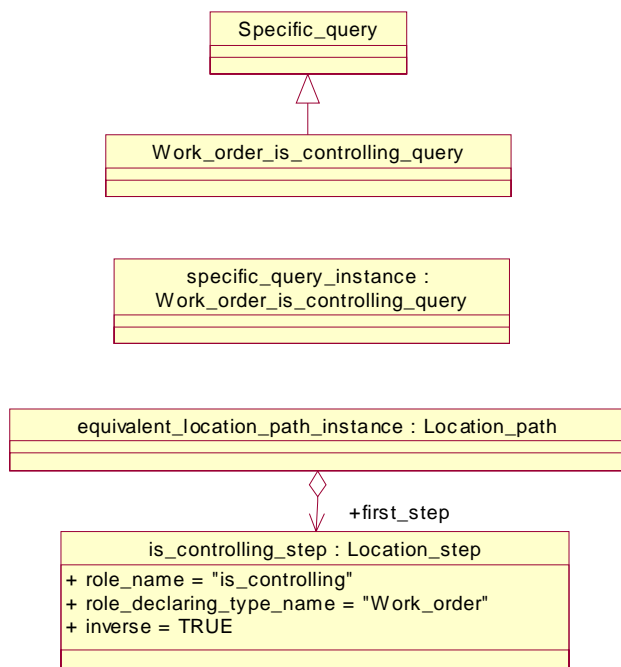 Specific_query
Work_order_is_controlling_query
specific_query_instance :
Work_order_is_controlling_query
equivalent_location_path_instance : Location_path
+first_step
is_controlling_step : Location_step
+ role_name = "is_controlling"
+ role_declaring_type_name = "Work_order"
+ inverse = TRUE